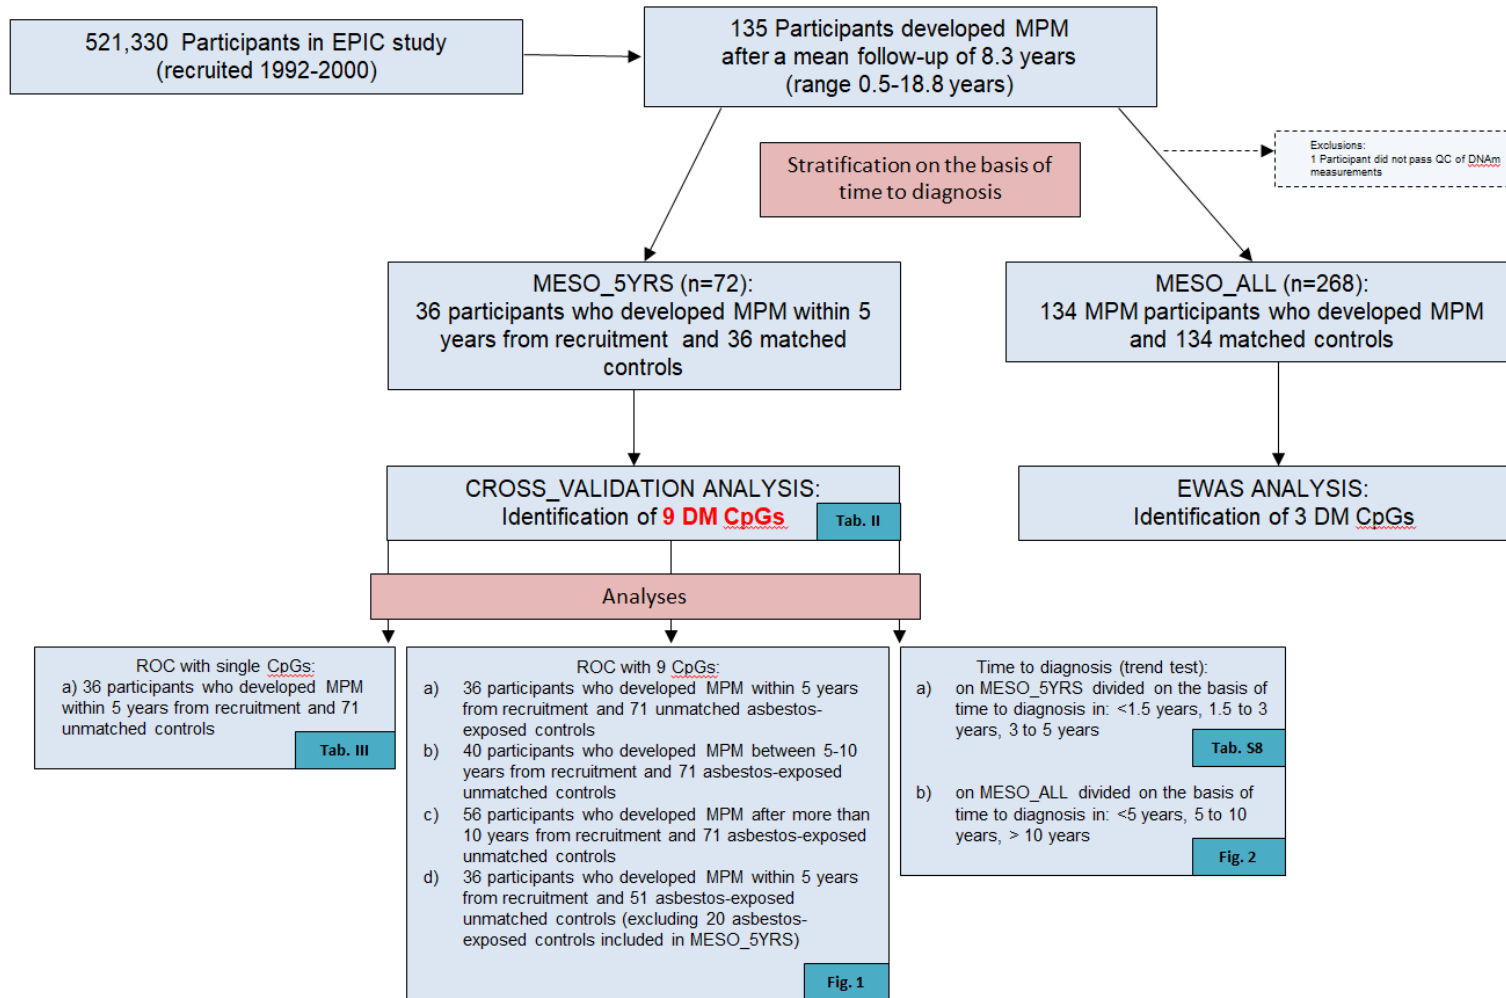 521,330 Participants in EPIC study
(recruited 1992-2000)
135 Participants developed MPM
after a mean follow-up of 8.3 years
(range 0.5-18.8 years)
Stratification on the basis of
time to diagnosis
Exclusions:
1 Participant did not pass QC of DNAm
measurements
MESO_5YRS (n=72):
36 participants who developed MPM within 5
years from recruitment and 36 matched
controls
MESO_ALL (n=268):
134 MPM participants who developed MPM
and 134 matched controls
CROSS_VALIDATION ANALYSIS:
Identification of 9 DM CpGs
Tab. II
EWAS ANALYSIS:
Identification of 3 DM CpGs
Analyses
ROC with single CpGs:
a) 36 participants who developed MPM
within 5 years from recruitment and 71
unmatched controls
Tab. III
ROC with 9 CpGs:
a) 36 participants who developed MPM within 5 years
from recruitment and 71 unmatched asbestos-
exposed controls
b) 40 participants who developed MPM between 5-10
years from recruitment and 71 asbestos-exposed
unmatched controls
c) 56 participants who developed MPM after more than
10 years from recruitment and 71 asbestos-exposed
unmatched controls
d) 36 participants who developed MPM within 5 years
from recruitment and 51 asbestos-exposed
unmatched controls (excluding 20 asbestos-
exposed controls included in MESO_5YRS)
Fig. 1
Time to diagnosis (trend test):
a) on MESO_5YRS divided on the basis of
time to diagnosis in: <1.5 years, 1.5 to 3
years, 3 to 5 years
Tab. S8
b) on MESO_ALL divided on the basis of
time to diagnosis in: <5 years, 5 to 10
years, > 10 years
Fig. 2